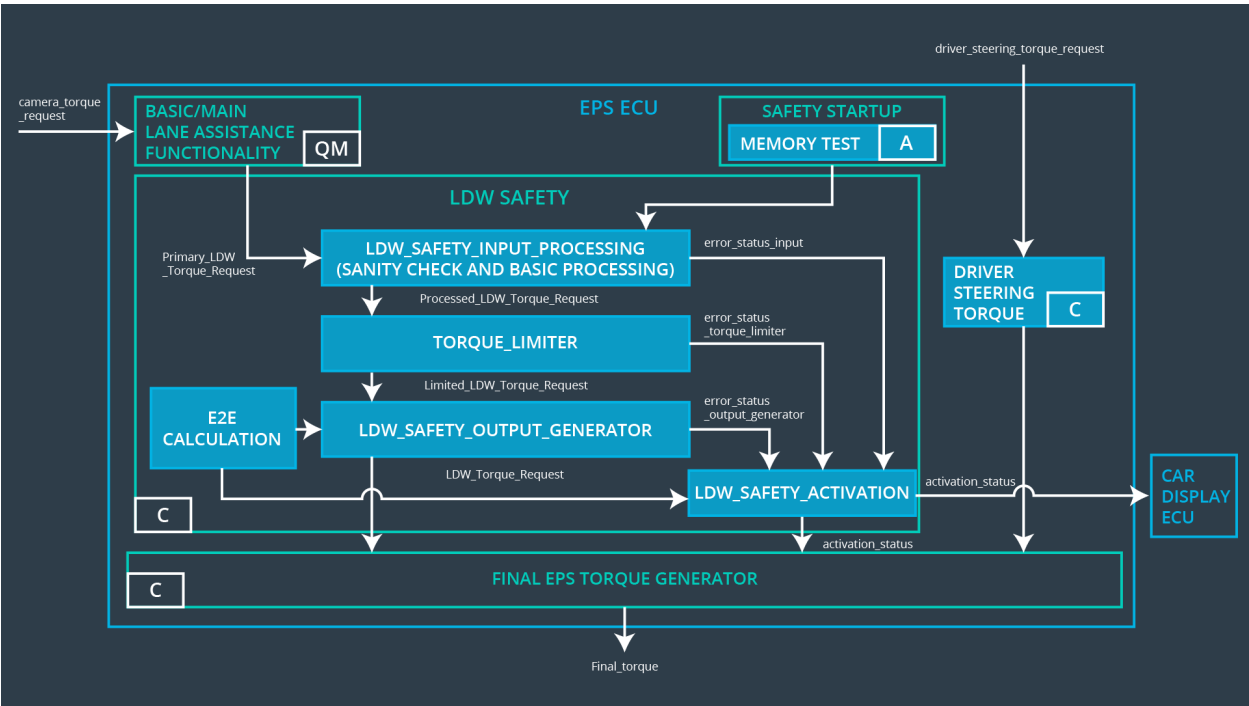 driver_steering_torque_request
camera_torque
_request
EPS ECU
BASIC/MAIN
LANE ASSISTANCE
FUNCTIONALITY
QM
SAFETY STARTUP
MEMORY TEST
A
LDW SAFETY
Primary_LDW
_Torque_Request
LDW_SAFETY_INPUT_PROCESSING
(SANITY CHECK AND BASIC PROCESSING)
error_status_input
DRIVER
STEERING
TORQUE
C
Processed_LDW_Torque_Request
TORQUE_LIMITER
error_status
_torque_limiter
Limited_LDW_Torque_Request
E2E
CALCULATION
LDW_SAFETY_OUTPUT_GENERATOR
error_status
_output_generator
LDW_Torque_Request
LDW_SAFETY_ACTIVATION
activation_status
CAR
DISPLAY
ECU
C
activation_status
C
FINAL EPS TORQUE GENERATOR
Final_torque